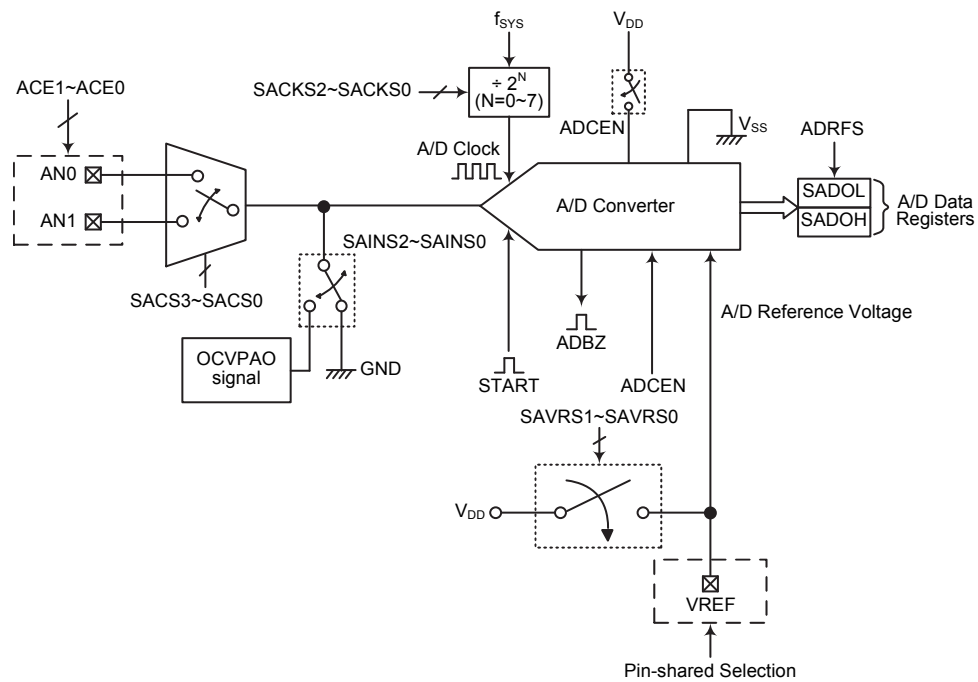 fSYS
VDD
ACE1~ACE0
SACKS2~SACKS0
÷ 2^N
(N=0~7)
ADCEN
VSS
ADRFS
A/D Clock
AN0
AN1
A/D Converter
SADOL
SADOH
A/D Data
Registers
SAINS2~SAINS0
SACS3~SACS0
A/D Reference Voltage
OCVPAO
signal
GND
ADBZ
START
ADCEN
SAVRS1~SAVRS0
VDD
VREF
Pin-shared Selection